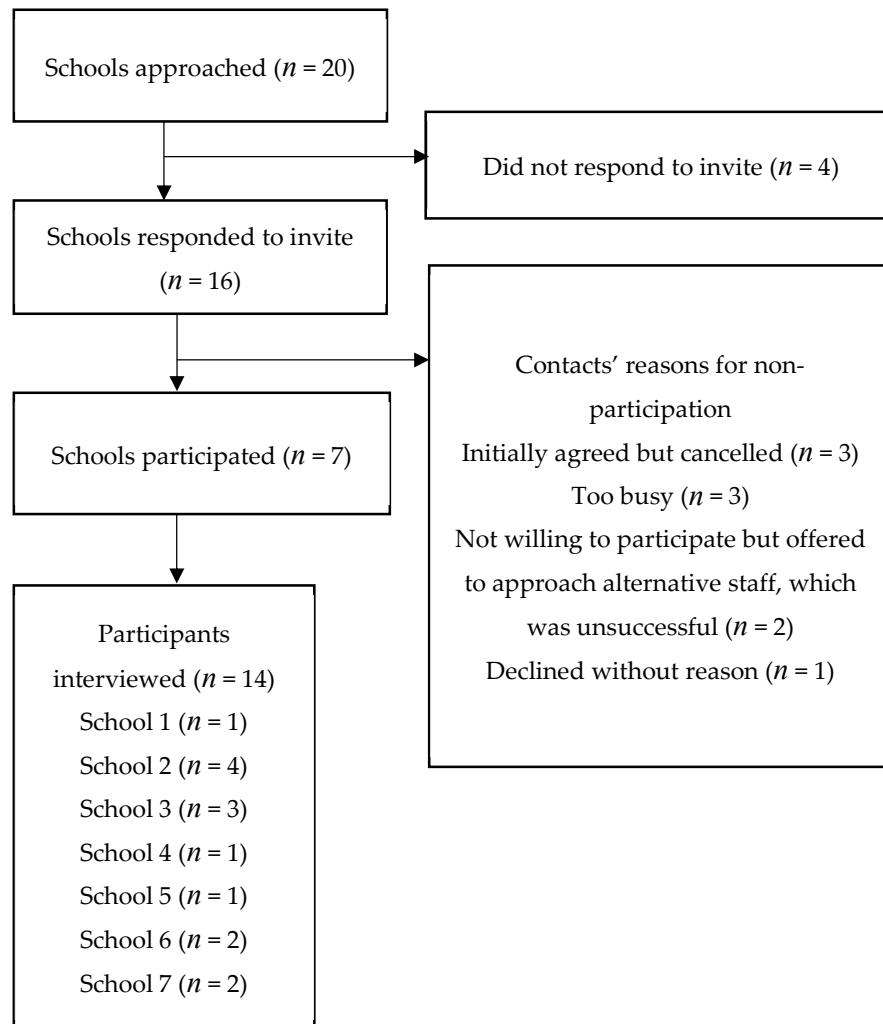 Schools approached (n = 20)
Did not respond to invite (n = 4)
Schools responded to invite
(n = 16)
Contacts’ reasons for non-
participation
Initially agreed but cancelled (n = 3)
Too busy (n = 3)
Not willing to participate but offered
to approach alternative staff, which
was unsuccessful (n = 2)
Declined without reason (n = 1)
Schools participated (n = 7)
Participants
interviewed (n = 14)
School 1 (n = 1)
School 2 (n = 4)
School 3 (n = 3)
School 4 (n = 1)
School 5 (n = 1)
School 6 (n = 2)
School 7 (n = 2)